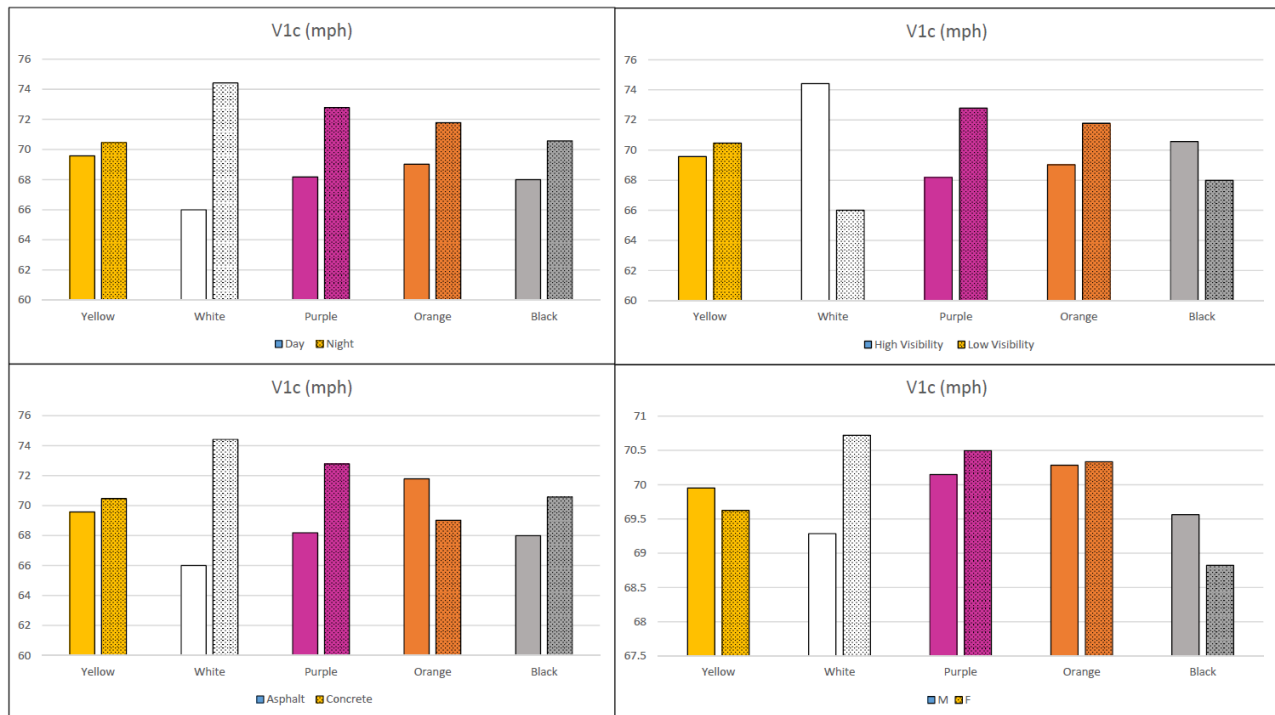 V1c (mph)
76
74
72
70
68
66
64
62
60
Yellow White Purple Orange Black
Day Night
V1c (mph)
76
74
72
70
68
66
64
62
60
Yellow White Purple Orange Black
High Visibility Low Visibility
V1c (mph)
76
74
72
70
68
66
64
62
60
Yellow White Purple Orange Black
Asphalt Concrete
V1c (mph)
71
70.5
70
69.5
69
68.5
68
67.5
Yellow White Purple Orange Black
M F